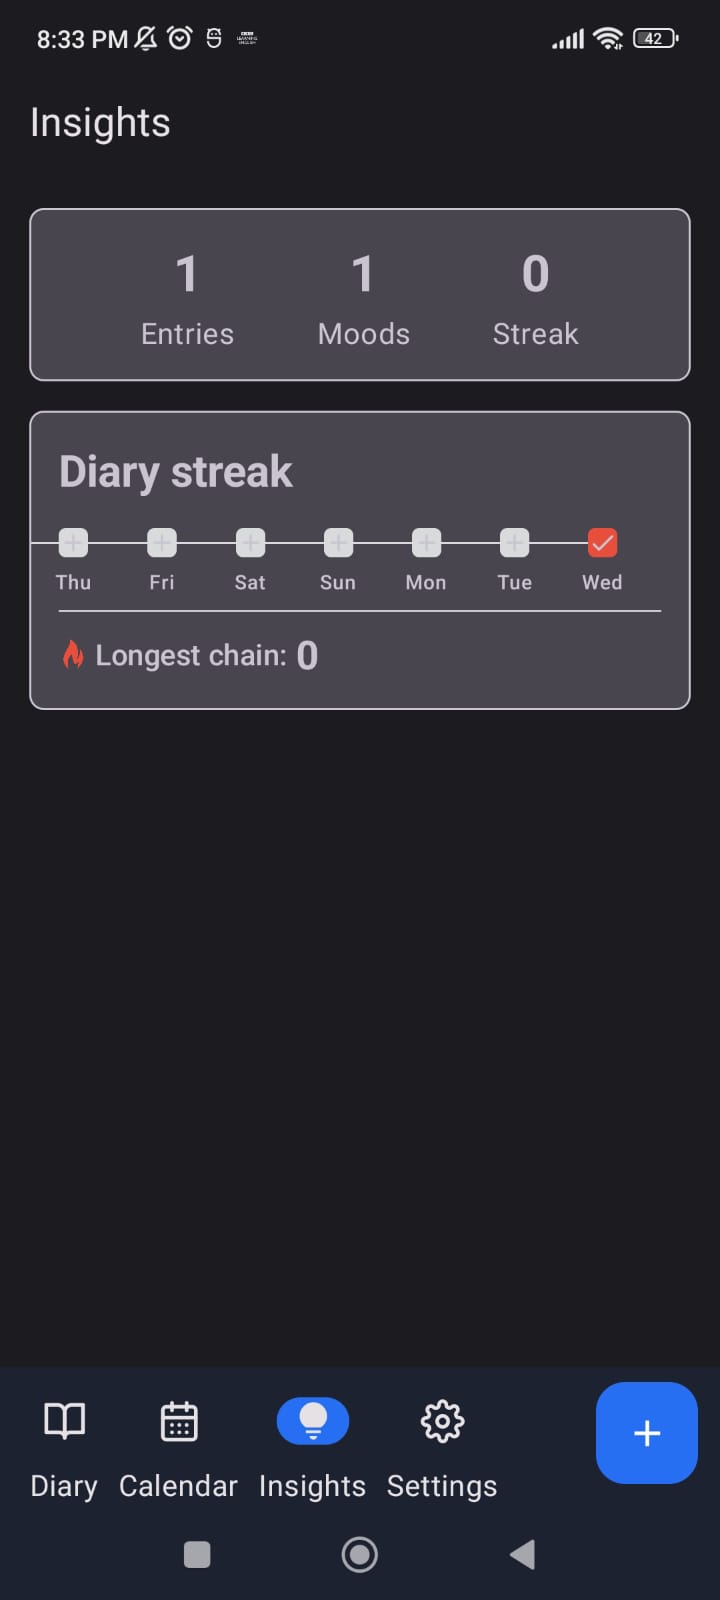 8:33 PM 42
Insights
1 1 0
Entries Moods Streak
Diary streak
Thu Fri Sat Sun Mon Tue Wed
Longest chain: 0
Diary Calendar Insights Settings